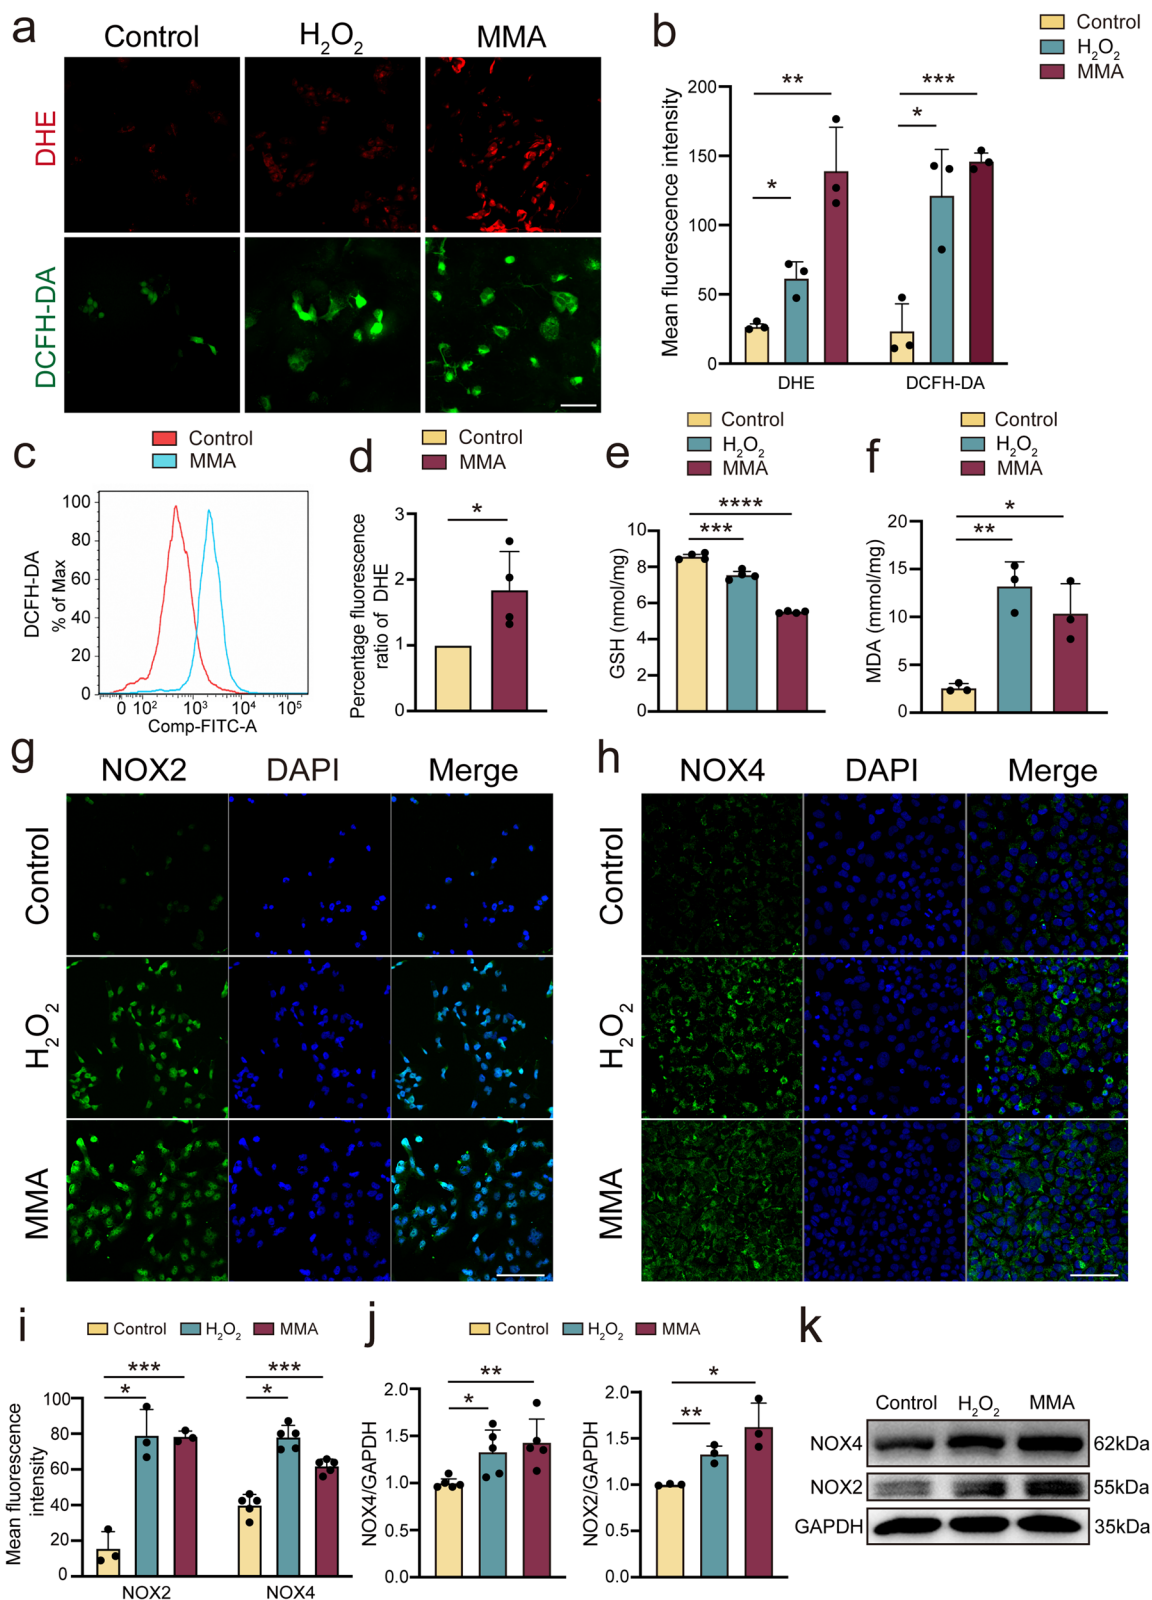 a
Control
H₂O₂
MMA
DHE
DCFH-DA
b
Control
H₂O₂
MMA
Mean fluorescence intensity
200
150
100
50
0
**
*
***
*
DHE
DCFH-DA
c
Control
MMA
DCFH-DA
% of Max
100
80
60
40
20
0
0 10² 10³ 10⁴ 10⁵
Comp-FITC-A
d
Control
MMA
Percentage fluorescence
ratio of DHE
3
2
1
0
*
e
Control
H₂O₂
MMA
GSH (nmol/mg)
10
8
6
4
2
0
****
***
f
Control
H₂O₂
MMA
MDA (mmol/mg)
20
15
10
5
0
*
**
g
NOX2
DAPI
Merge
Control
H₂O₂
MMA
h
NOX4
DAPI
Merge
Control
H₂O₂
MMA
i
Control
H₂O₂
MMA
Mean fluorescence
intensity
100
80
60
40
20
0
***
*
***
*
NOX2
NOX4
j
Control
H₂O₂
MMA
NOX4/GAPDH
2.0
1.5
1.0
0.5
0.0
**
*
NOX2/GAPDH
2.0
1.5
1.0
0.5
0.0
*
**
k
Control
H₂O₂
MMA
NOX4
62kDa
NOX2
55kDa
GAPDH
35kDa